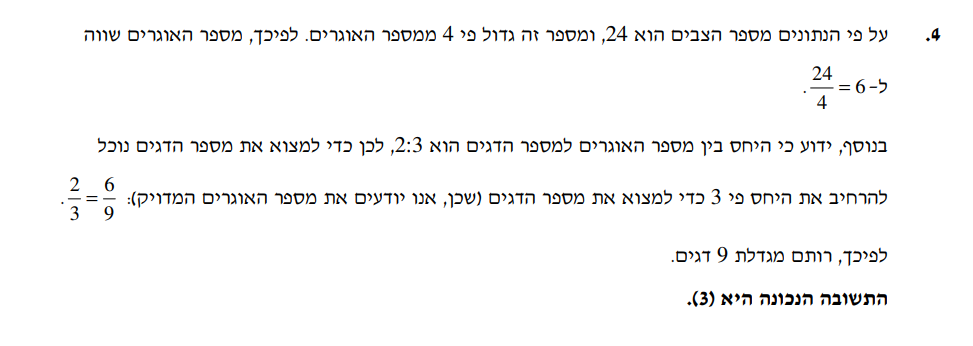 4. על פי הנתונים מספר הצבים הוא 24, ומספר זה גדול פי 4 ממספר האוגרים. לפיכך, מספר האוגרים שווה
ל- 6 = 24/4.
בנוסף, ידוע כי היחס בין מספר האוגרים למספר הדגים הוא 2:3, לכן כדי למצוא את מספר הדגים נוכל
להרחיב את היחס פי 3 כדי למצוא את מספר הדגים (שכן, אנו יודעים את מספר האוגרים המדויק): 2/3 = 6/9.
לפיכך, רותם מגדלת 9 דגים.
התשובה הנכונה היא (3).